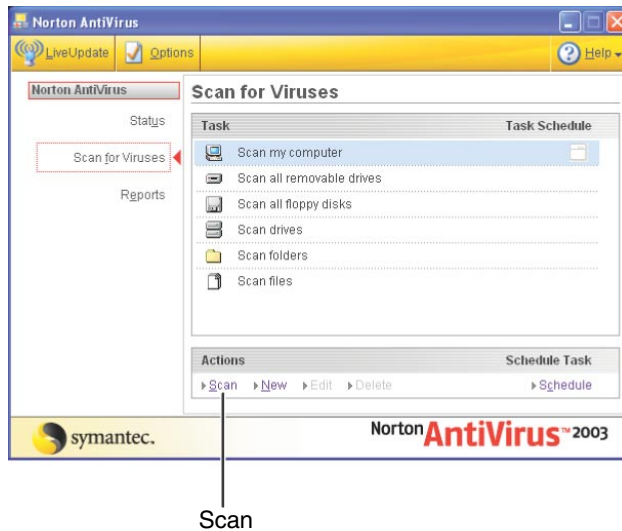 Norton AntiVirus
LiveUpdate Options Help
Norton AntiVirus
Status
Scan for Viruses
Reports
Scan for Viruses
Task Task Schedule
Scan my computer
Scan all removable drives
Scan all floppy disks
Scan drives
Scan folders
Scan files
Actions Schedule Task
Scan New Edit Delete Schedule
symantec.
Norton AntiVirus™ 2003
Scan